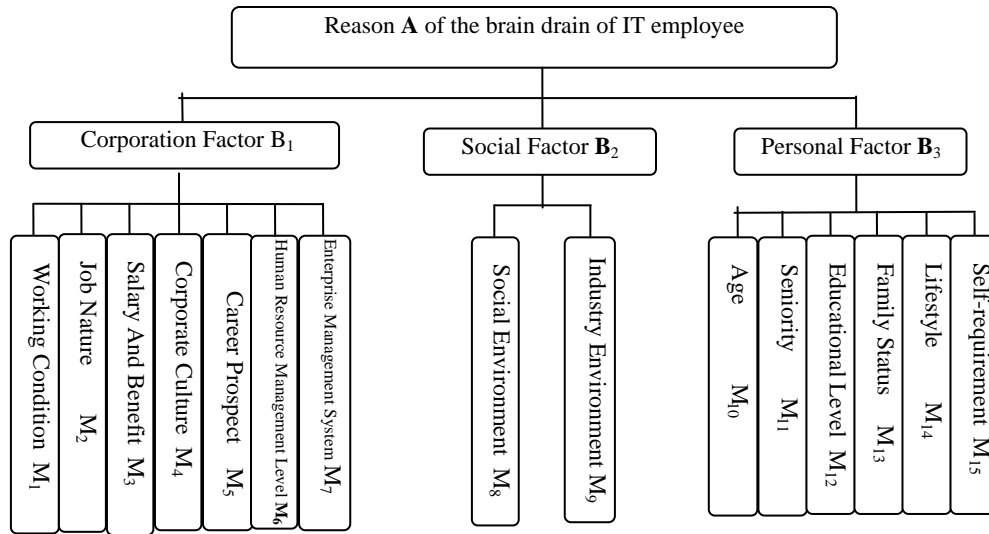 Reason A of the brain drain of IT employee
Corporation Factor B₁
Social Factor B₂
Personal Factor B₃
Working Condition M₁
Job Nature M₂
Salary And Benefit M₃
Corporate Culture M₄
Career Prospect M₅
Human Resource Management Level M₆
Enterprise Management System M₇
Social Environment M₈
Industry Environment M₉
Age M₁₀
Seniority M₁₁
Educational Level M₁₂
Family Status M₁₃
Lifestyle M₁₄
Self-requirement M₁₅